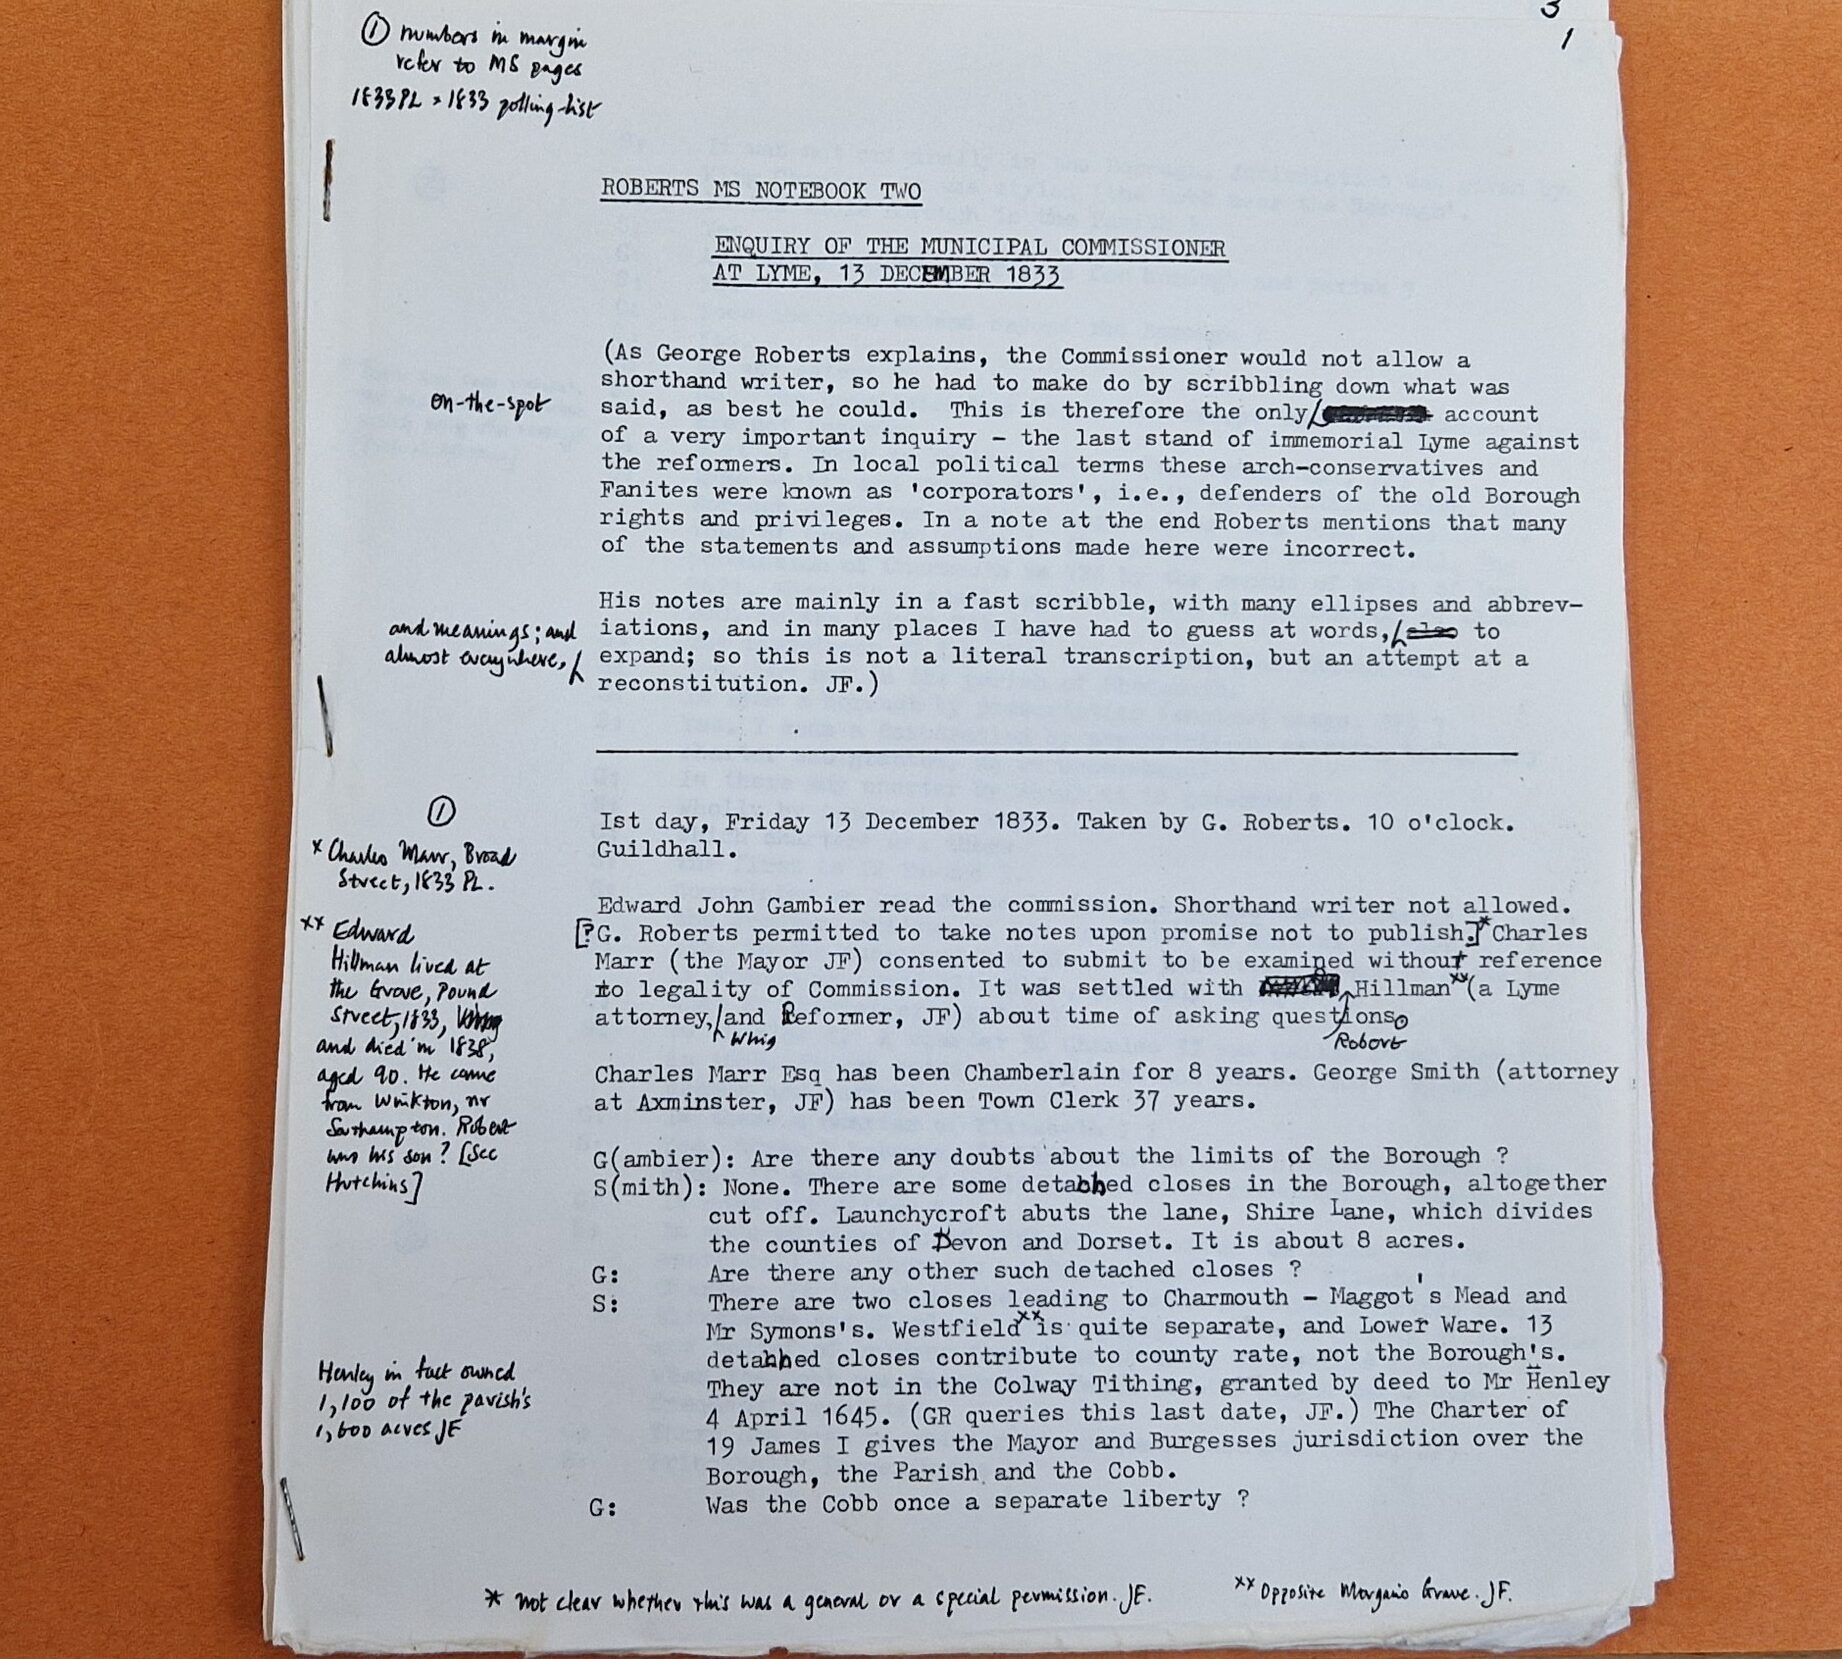 3
1
① numbers in margin
refer to MS pages
1833 PL = 1833 polling-list
ROBERTS MS NOTEBOOK TWO
ENQUIRY OF THE MUNICIPAL COMMISSIONER
AT LYME, 13 DECEMBER 1833
(As George Roberts explains, the Commissioner would not allow a
shorthand writer, so he had to make do by scribbling down what was
on-the-spot
said, as best he could. This is therefore the only account
of a very important inquiry - the last stand of immemorial Lyme against
the reformers. In local political terms these arch-conservatives and
Fanites were known as 'corporators', i.e., defenders of the old Borough
rights and privileges. In a note at the end Roberts mentions that many
of the statements and assumptions made here were incorrect.
His notes are mainly in a fast scribble, with many ellipses and abbrev-
and meanings; and
almost everywhere,
iations, and in many places I have had to guess at words, to
expand; so this is not a literal transcription, but an attempt at a
reconstitution. JF.)
①
* Charles Marr, Broad
Street, 1833 PL.
** Edward
Hillman lived at
the Grove, Pound
Street, 1833,
and died in 1838,
aged 90. He came
from Winkton, nr
Southampton. Robert
was his son? [See
Hutchins]
Henley in fact owned
1,100 of the parish's
1,600 acres JF
Ist day, Friday 13 December 1833. Taken by G. Roberts. 10 o'clock.
Guildhall.
Edward John Gambier read the commission. Shorthand writer not allowed.
[?G. Roberts permitted to take notes upon promise not to publish.]* Charles
Marr (the Mayor JF) consented to submit to be examined without reference
to legality of Commission. It was settled with Hillman** (a Lyme
attorney, and Reformer, JF) about time of asking questions.
Whig
Robert
Charles Marr Esq has been Chamberlain for 8 years. George Smith (attorney
at Axminster, JF) has been Town Clerk 37 years.
G(ambier): Are there any doubts about the limits of the Borough ?
S(mith): None. There are some detached closes in the Borough, altogether
cut off. Launchycroft abuts the lane, Shire Lane, which divides
the counties of Devon and Dorset. It is about 8 acres.
G: Are there any other such detached closes ?
S: There are two closes leading to Charmouth - Maggot's Mead and
Mr Symons's. Westfield** is quite separate, and Lower Ware. 13
detached closes contribute to county rate, not the Borough's.
They are not in the Colway Tithing, granted by deed to Mr Henley
4 April 1645. (GR queries this last date, JF.) The Charter of
19 James I gives the Mayor and Burgesses jurisdiction over the
Borough, the Parish and the Cobb.
G: Was the Cobb once a separate liberty ?
* not clear whether this was a general or a special permission. JF.
** Opposite Morgan's Grave. JF.